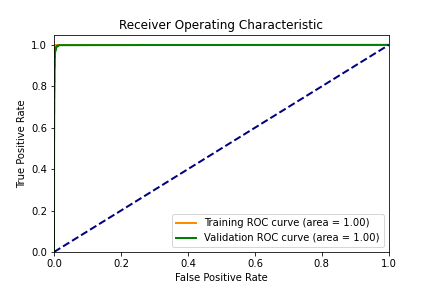 Receiver Operating Characteristic
True Positive Rate
1.0
0.8
0.6
0.4
0.2
0.0
Training ROC curve (area = 1.00)
Validation ROC curve (area = 1.00)
0.0 0.2 0.4 0.6 0.8 1.0
False Positive Rate